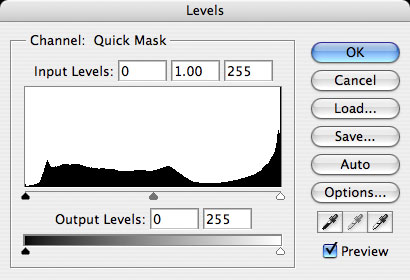 Levels
Channel: Quick Mask
Input Levels: 0 1.00 255
Output Levels: 0 255
OK
Cancel
Load...
Save...
Auto
Options...
Preview